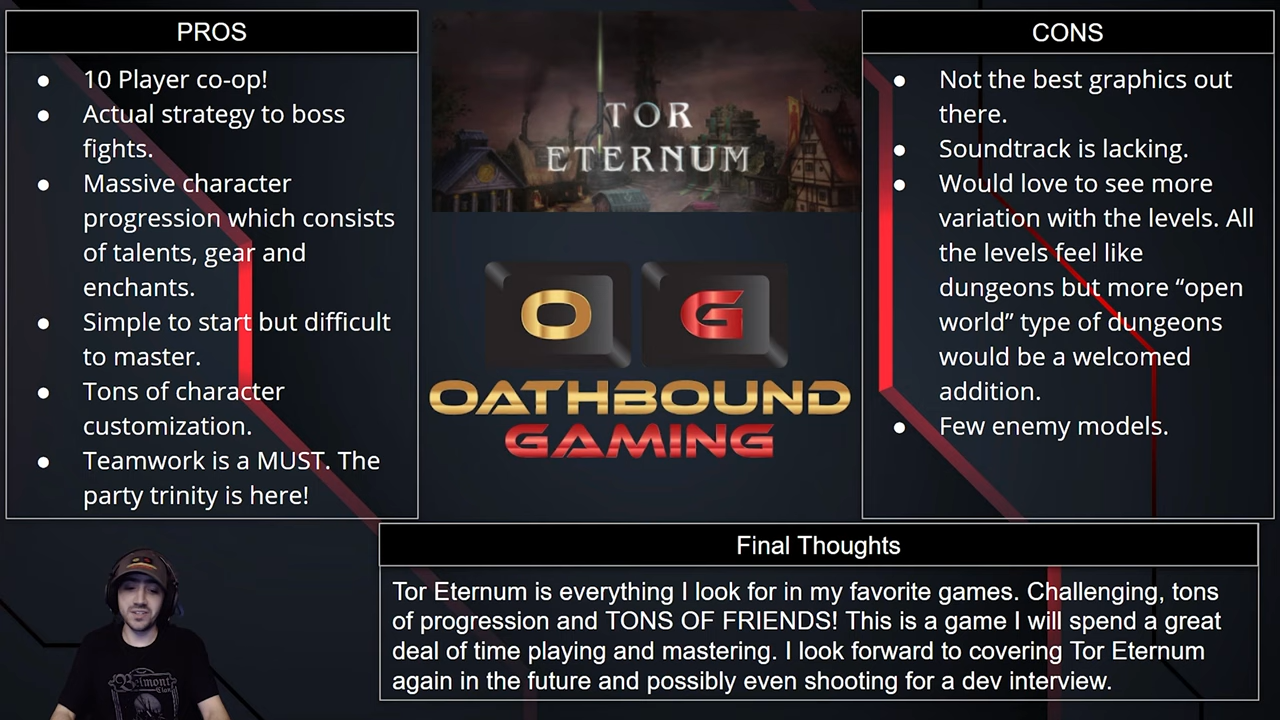 PROS
● 10 Player co-op!
● Actual strategy to boss
fights.
● Massive character
progression which consists
of talents, gear and
enchants.
● Simple to start but difficult
to master.
● Tons of character
customization.
● Teamwork is a MUST. The
party trinity is here!
TOR
ETERNUM
O G
OATHBOUND
GAMING
CONS
● Not the best graphics out
there.
● Soundtrack is lacking.
● Would love to see more
variation with the levels. All
the levels feel like
dungeons but more “open
world” type of dungeons
would be a welcomed
addition.
● Few enemy models.
Final Thoughts
Tor Eternum is everything I look for in my favorite games. Challenging, tons
of progression and TONS OF FRIENDS! This is a game I will spend a great
deal of time playing and mastering. I look forward to covering Tor Eternum
again in the future and possibly even shooting for a dev interview.
Belmont
Clan